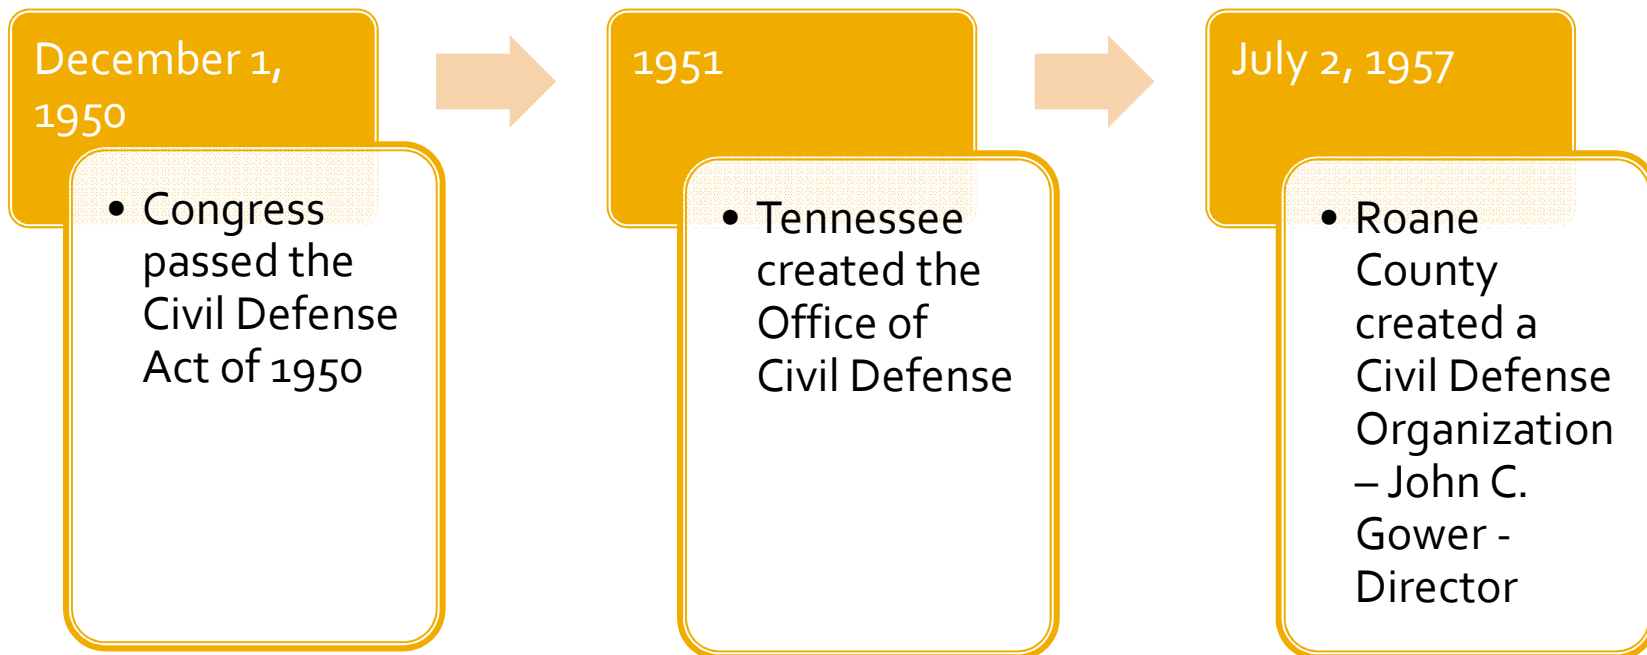 December 1,
1950
• Congress
passed the
Civil Defense
Act of 1950
1951
• Tennessee
created the
Office of
Civil Defense
July 2, 1957
• Roane
County
created a
Civil Defense
Organization
– John C.
Gower -
Director